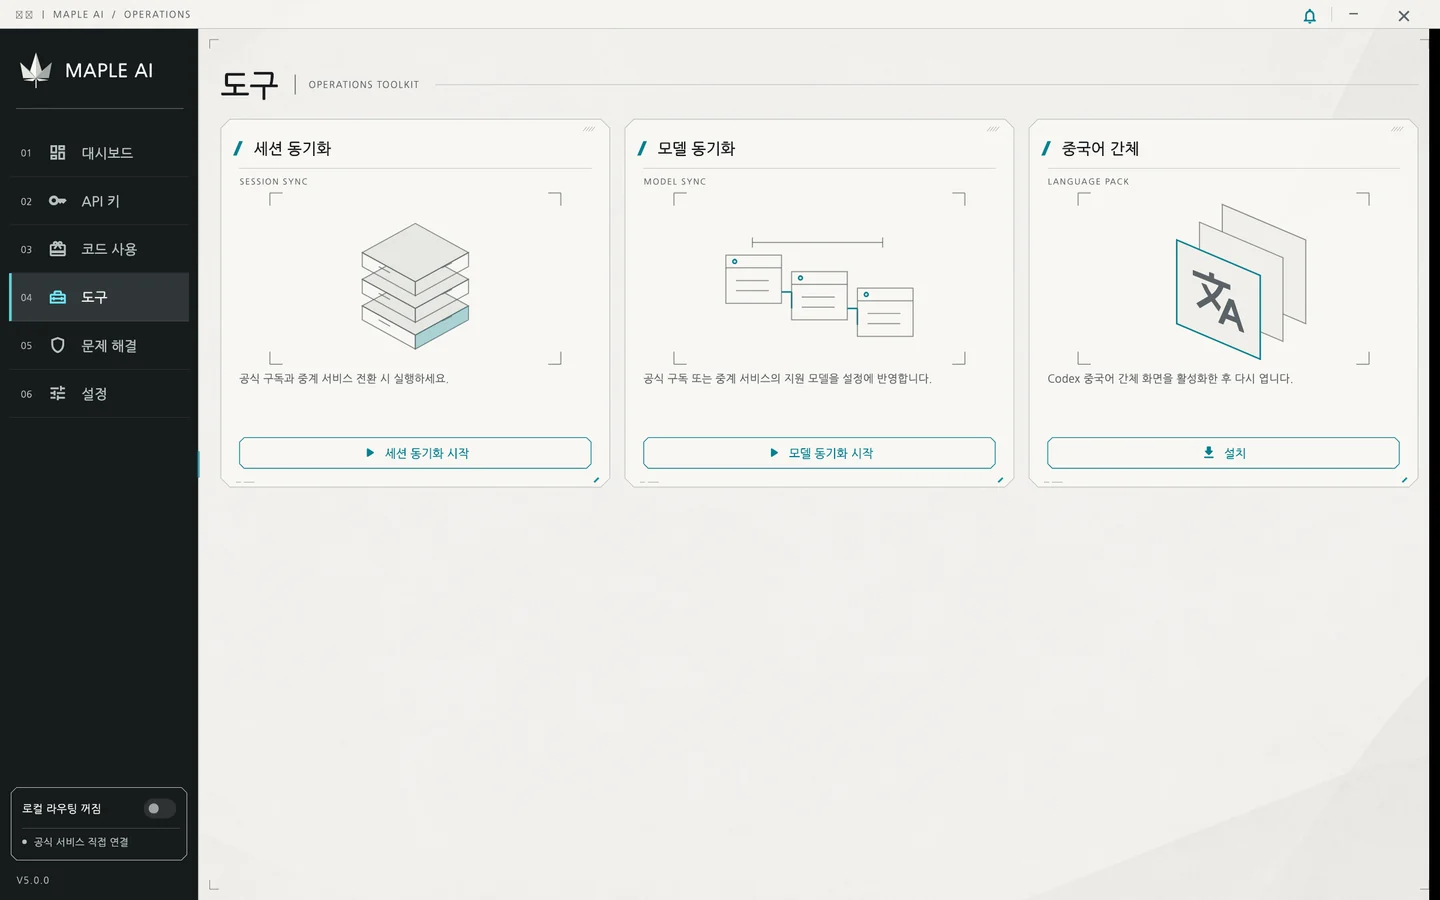 | MAPLE AI / OPERATIONS
MAPLE AI
01 대시보드
02 API 키
03 코드 사용
04 도구
05 문제 해결
06 설정
로컬 라우팅 꺼짐
공식 서비스 직접 연결
V5.0.0
도구 | OPERATIONS TOOLKIT
세션 동기화
SESSION SYNC
공식 구독과 중계 서비스 전환 시 실행하세요.
세션 동기화 시작
모델 동기화
MODEL SYNC
공식 구독 또는 중계 서비스의 지원 모델을 설정에 반영합니다.
모델 동기화 시작
중국어 간체
LANGUAGE PACK
文A
Codex 중국어 간체 화면을 활성화한 후 다시 엽니다.
설치